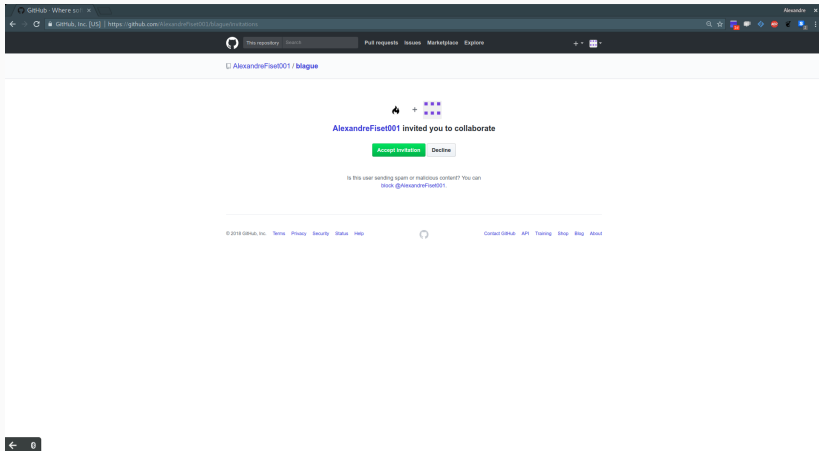 GitHub · Where sof
Alexandre
GitHub, Inc. [US] | https://github.com/AlexandreFiset001/blague/invitations
This repository Search Pull requests Issues Marketplace Explore
AlexandreFiset001 / blague
+
AlexandreFiset001 invited you to collaborate
Accept invitation Decline
Is this user sending spam or malicious content? You can
block @AlexandreFiset001.
© 2018 GitHub, Inc. Terms Privacy Security Status Help Contact GitHub API Training Shop Blog About